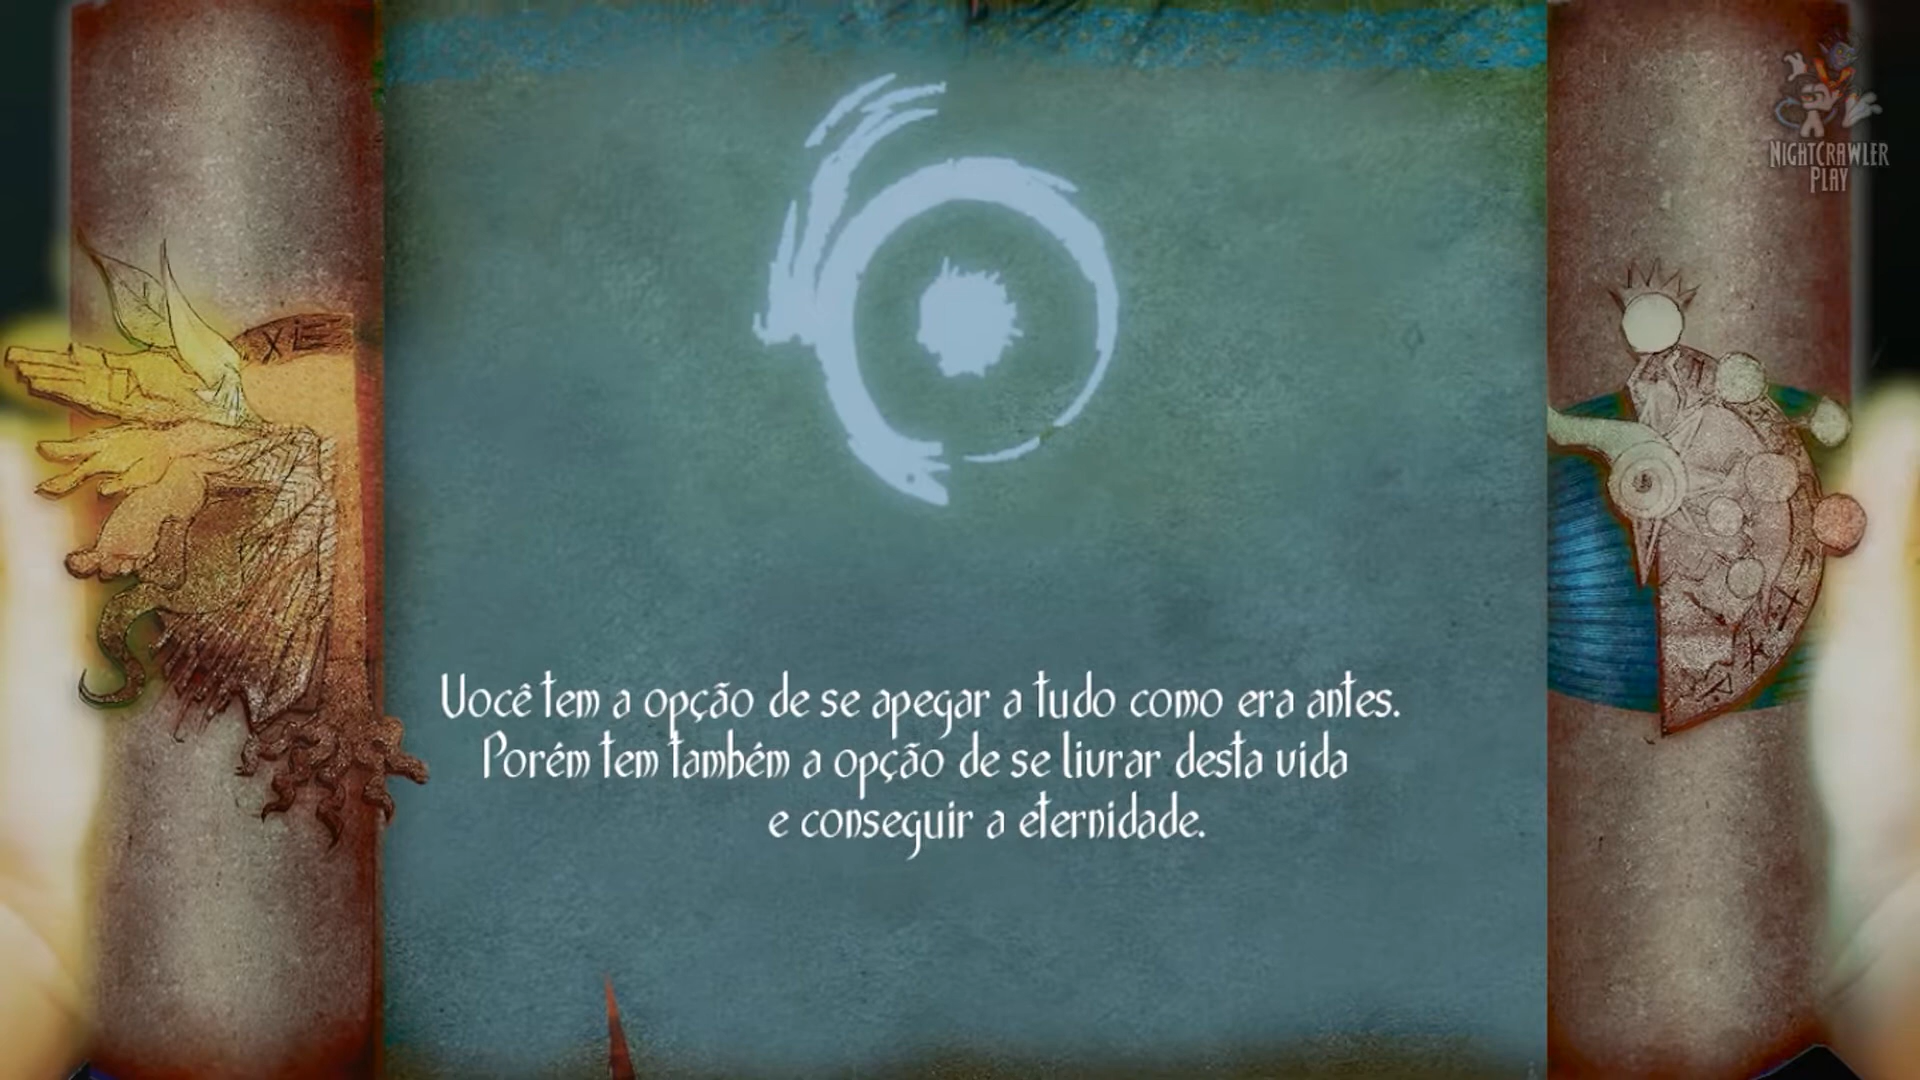 NIGHTCRAWLER
PLAY
Você tem a opção de se apegar a tudo como era antes.
Porém tem também a opção de se livrar desta vida
e conseguir a eternidade.